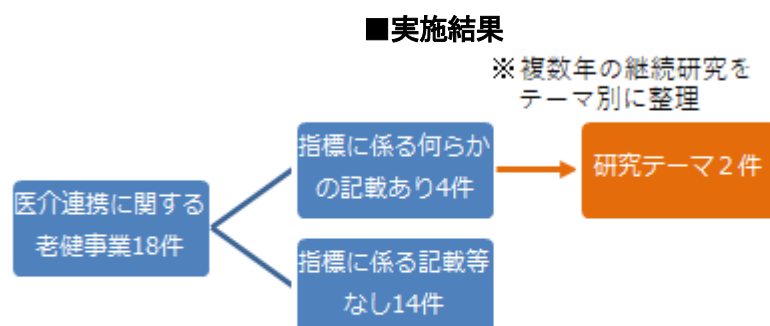 ■実施結果
※複数年の継続研究を
テーマ別に整理
指標に係る何らか
の記載あり4件
研究テーマ２件
医介連携に関する
老健事業18件
指標に係る記載等
なし14件